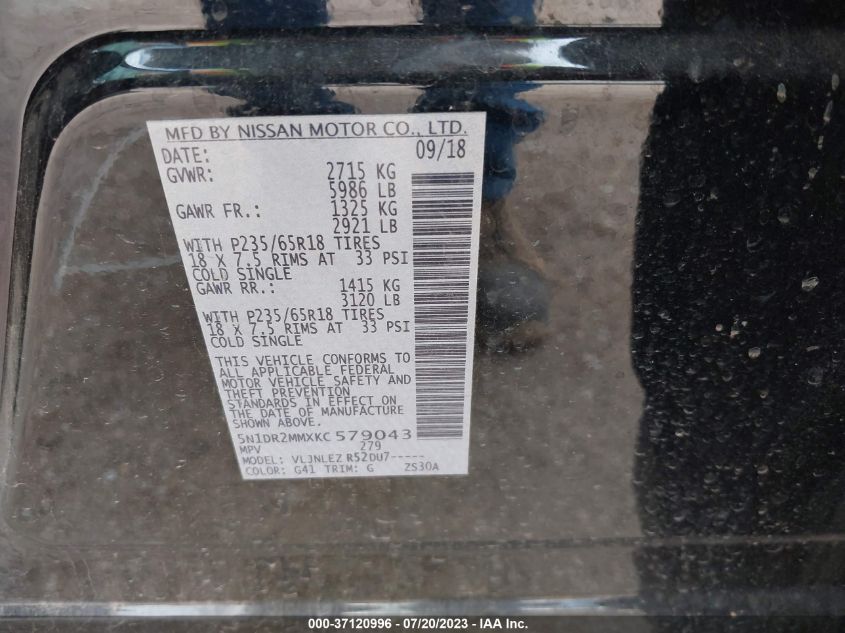 MFD BY NISSAN MOTOR CO., LTD.
DATE: 09/18
GVWR: 2715 KG
5986 LB
GAWR FR.: 1325 KG
2921 LB
WITH P235/65R18 TIRES
18 X 7.5 RIMS AT 33 PSI
COLD SINGLE
GAWR RR.: 1415 KG
3120 LB
WITH P235/65R18 TIRES
18 X 7.5 RIMS AT 33 PSI
COLD SINGLE
THIS VEHICLE CONFORMS TO
ALL APPLICABLE FEDERAL
MOTOR VEHICLE SAFETY AND
THEFT PREVENTION
STANDARDS IN EFFECT ON
THE DATE OF MANUFACTURE
SHOWN ABOVE.
5N1DR2MMXKC 579043
MPV 279
MODEL: VLJNLEZ R52DU7-----
COLOR: G41 TRIM: G ZS30A
000-37120996 - 07/20/2023 - IAA Inc.